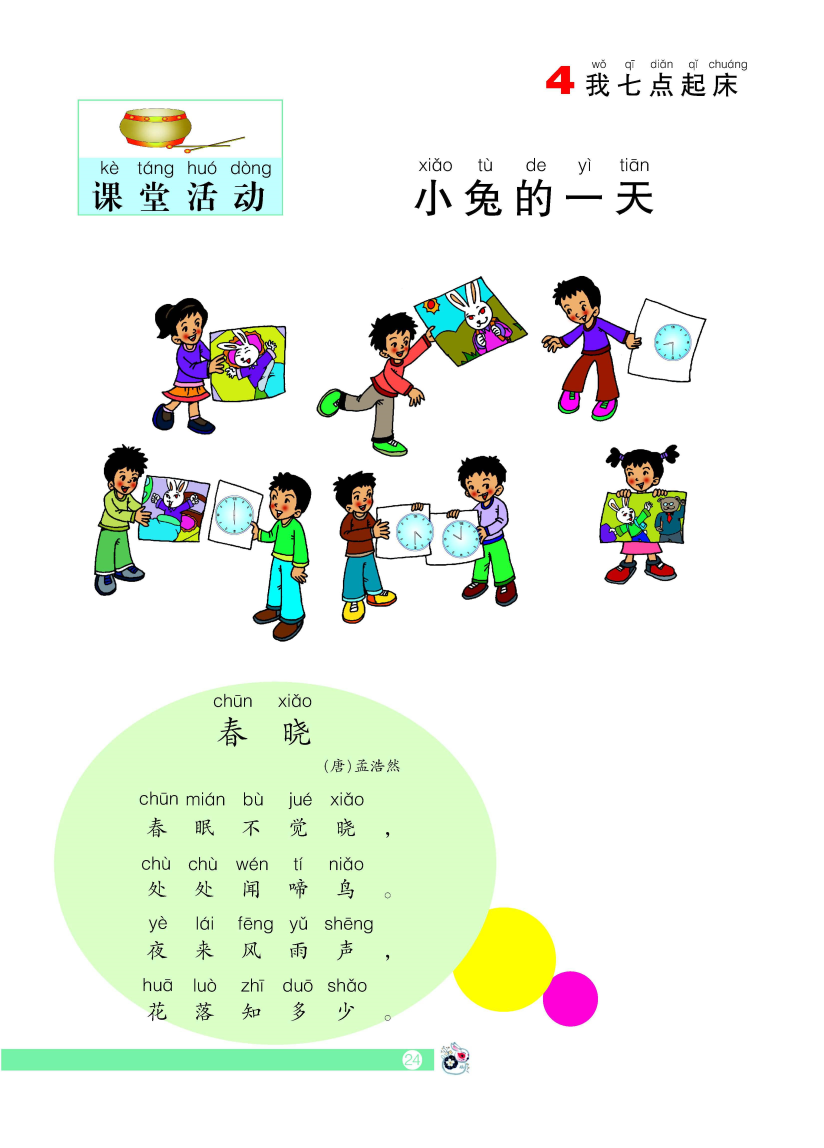 wǒ qī diǎn qǐ chuáng
4 我七点起床
kè táng huó dòng
课堂活动
xiǎo tù de yì tiān
小兔的一天
chūn xiǎo
春晓
(唐)孟浩然
chūn mián bù jué xiǎo
春眠不觉晓，
chù chù wén tí niǎo
处处闻啼鸟。
yè lái fēng yǔ shēng
夜来风雨声，
huā luò zhī duō shǎo
花落知多少。
24